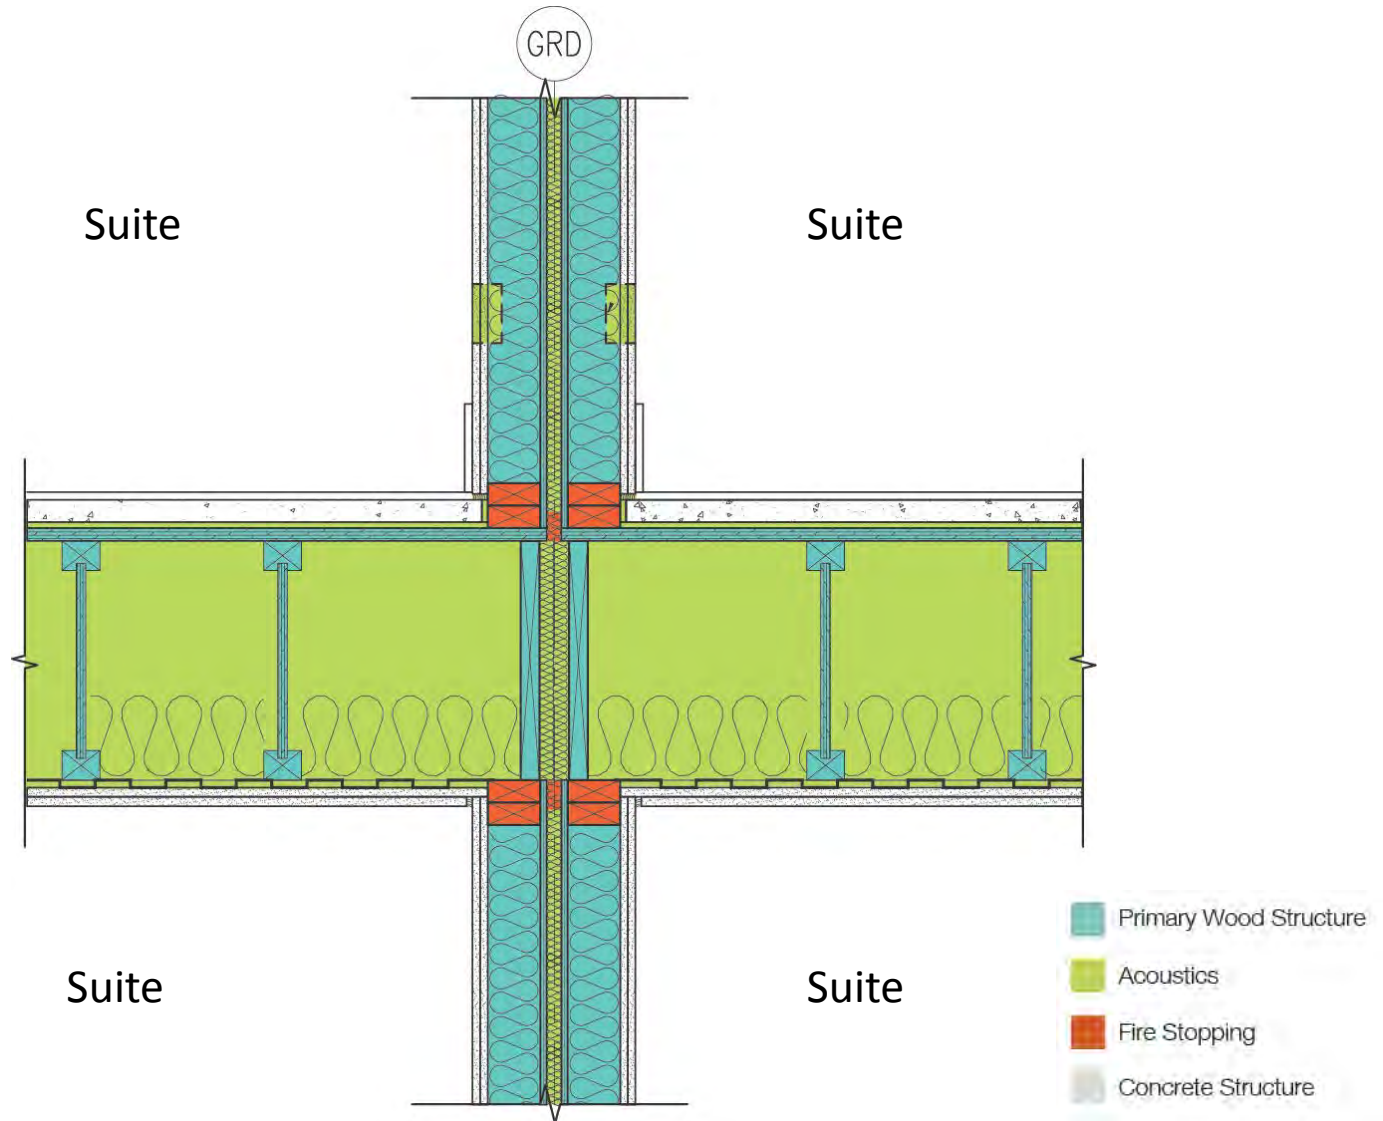 GRD
Suite
Suite
Suite
Suite
Primary Wood Structure
Acoustics
Fire Stopping
Concrete Structure